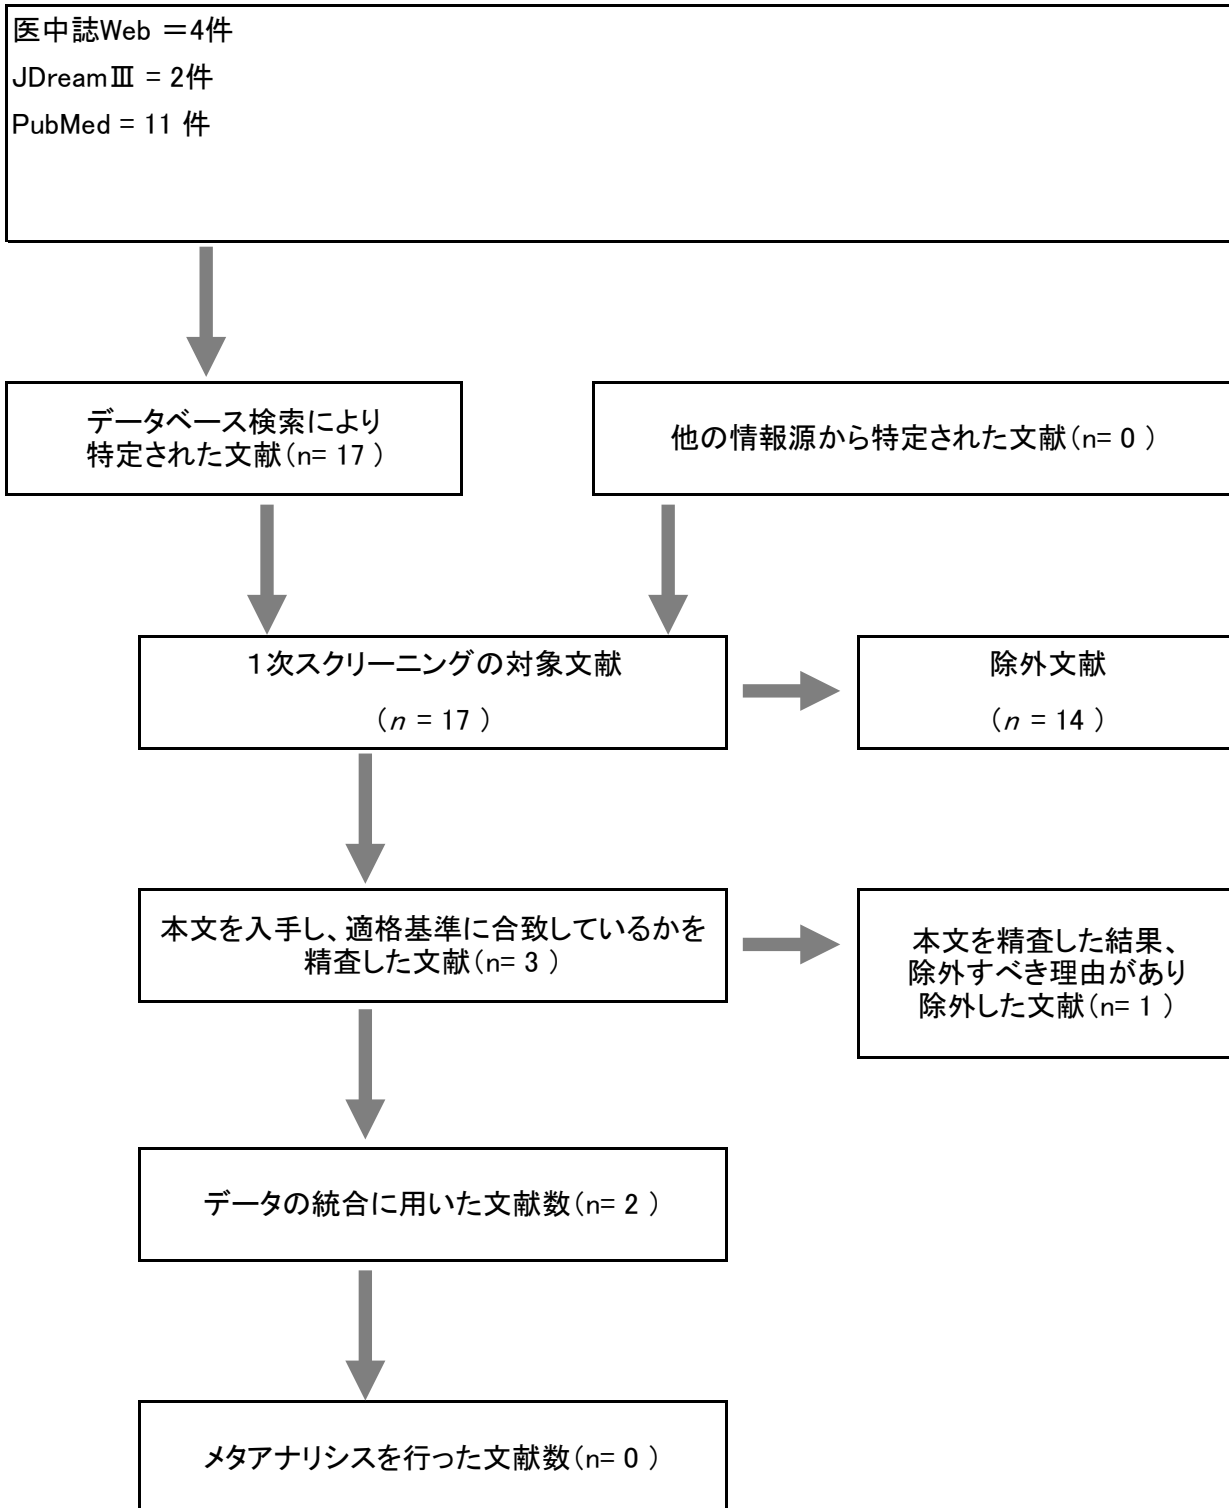 医中誌Web ＝4件
JDreamⅢ = 2件
PubMed = 11 件
データベース検索により
特定された文献（n= 17 ）
他の情報源から特定された文献（n= 0 ）
１次スクリーニングの対象文献
（n = 17 ）
除外文献
（n = 14 ）
本文を入手し、適格基準に合致しているかを
精査した文献（n= 3 ）
本文を精査した結果、
除外すべき理由があり
除外した文献（n= 1 ）
データの統合に用いた文献数（n= 2 ）
メタアナリシスを行った文献数（n= 0 ）